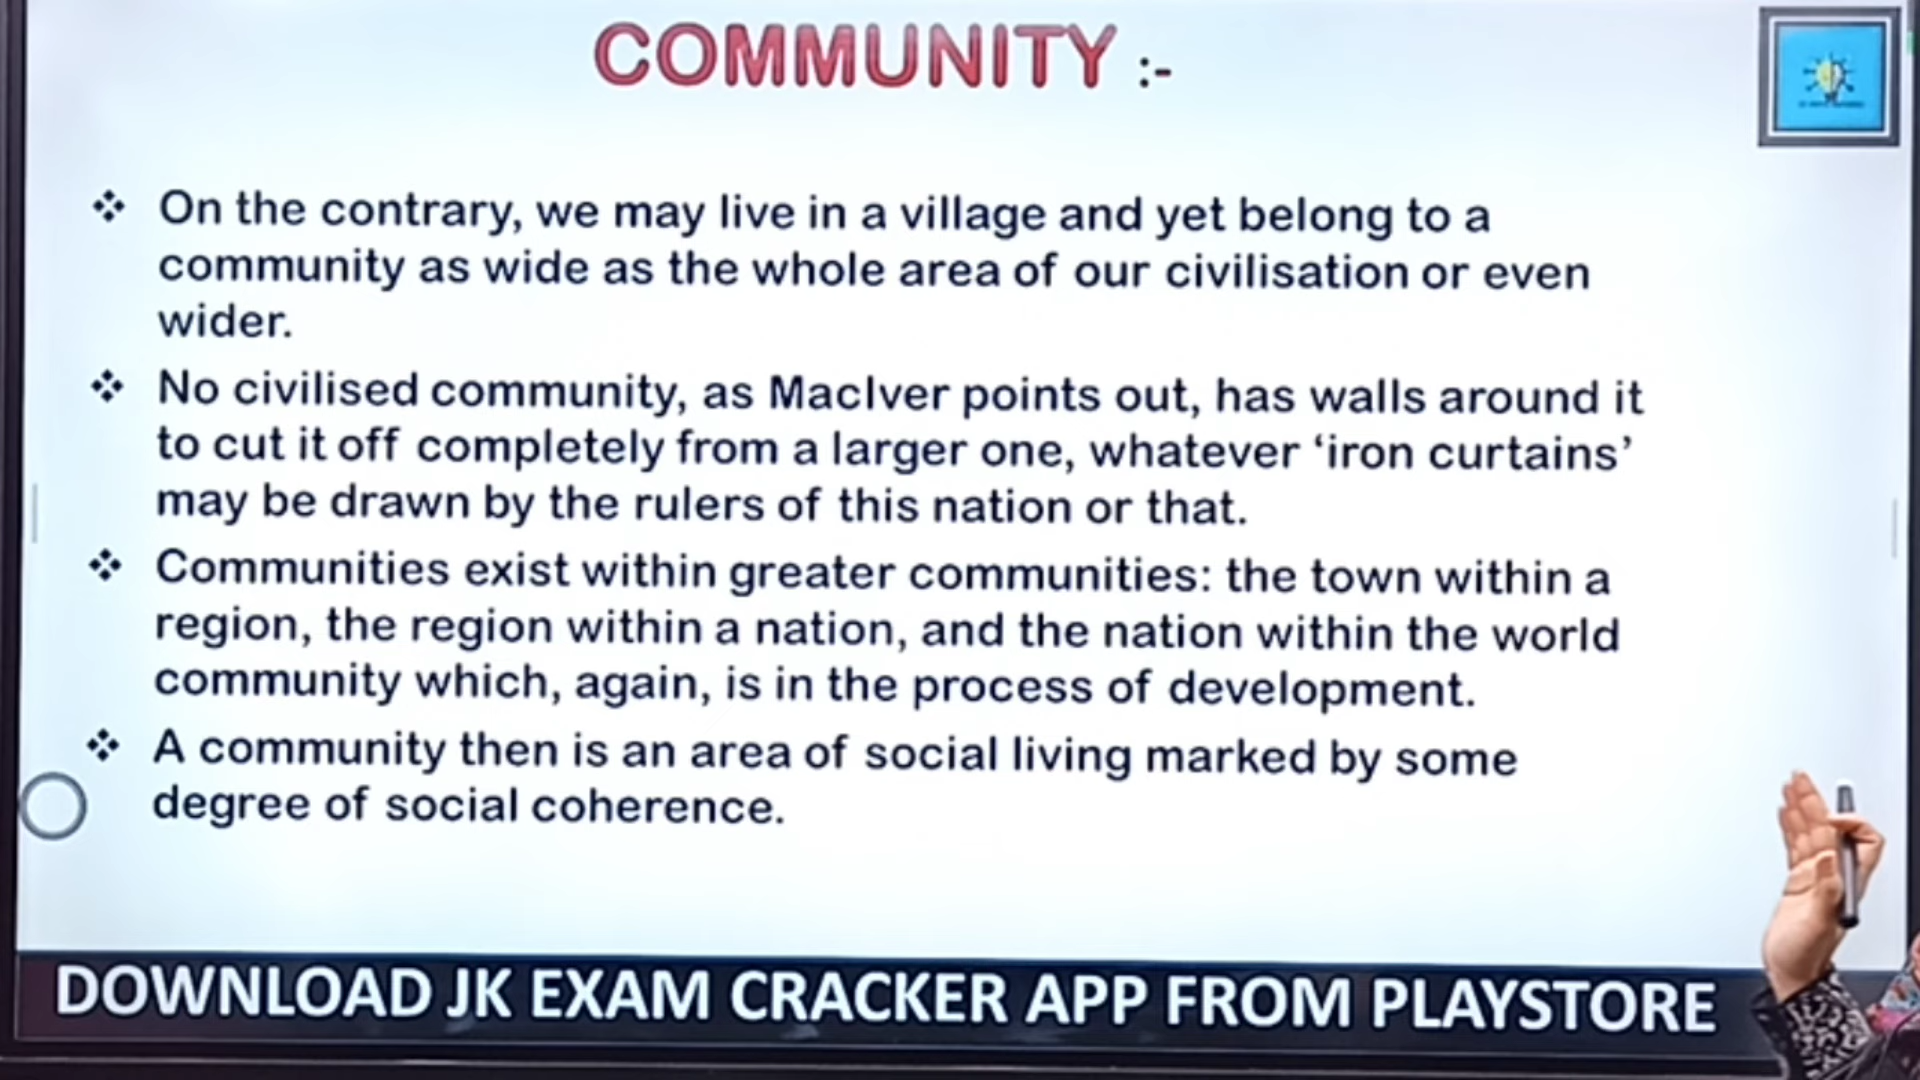 COMMUNITY :-
❖ On the contrary, we may live in a village and yet belong to a
community as wide as the whole area of our civilisation or even
wider.
❖ No civilised community, as MacIver points out, has walls around it
to cut it off completely from a larger one, whatever ‘iron curtains’
may be drawn by the rulers of this nation or that.
❖ Communities exist within greater communities: the town within a
region, the region within a nation, and the nation within the world
community which, again, is in the process of development.
❖ A community then is an area of social living marked by some
degree of social coherence.
DOWNLOAD JK EXAM CRACKER APP FROM PLAYSTORE